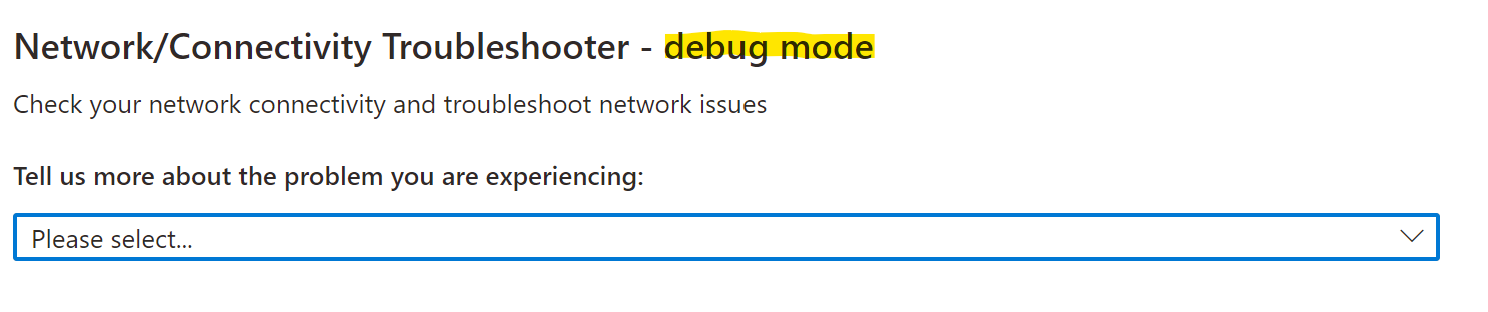 Network/Connectivity Troubleshooter - debug mode
Check your network connectivity and troubleshoot network issues
Tell us more about the problem you are experiencing:
Please select...